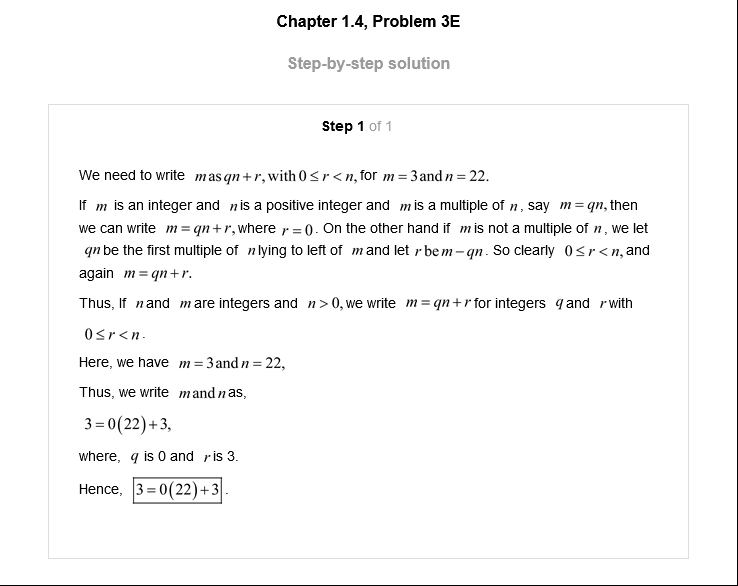 Chapter 1.4, Problem 3E
Step-by-step solution
Step 1 of 1
We need to write m as qn + r, with 0 ≤ r < n, for m = 3 and n = 22.
If m is an integer and n is a positive integer and m is a multiple of n, say m = qn, then
we can write m = qn + r, where r = 0. On the other hand if m is not a multiple of n, we let
qn be the first multiple of n lying to left of m and let r be m − qn. So clearly 0 ≤ r < n, and
again m = qn + r.
Thus, If n and m are integers and n > 0, we write m = qn + r for integers q and r with
0 ≤ r < n.
Here, we have m = 3 and n = 22,
Thus, we write m and n as,
3 = 0(22) + 3,
where, q is 0 and r is 3.
Hence, 3 = 0(22) + 3.